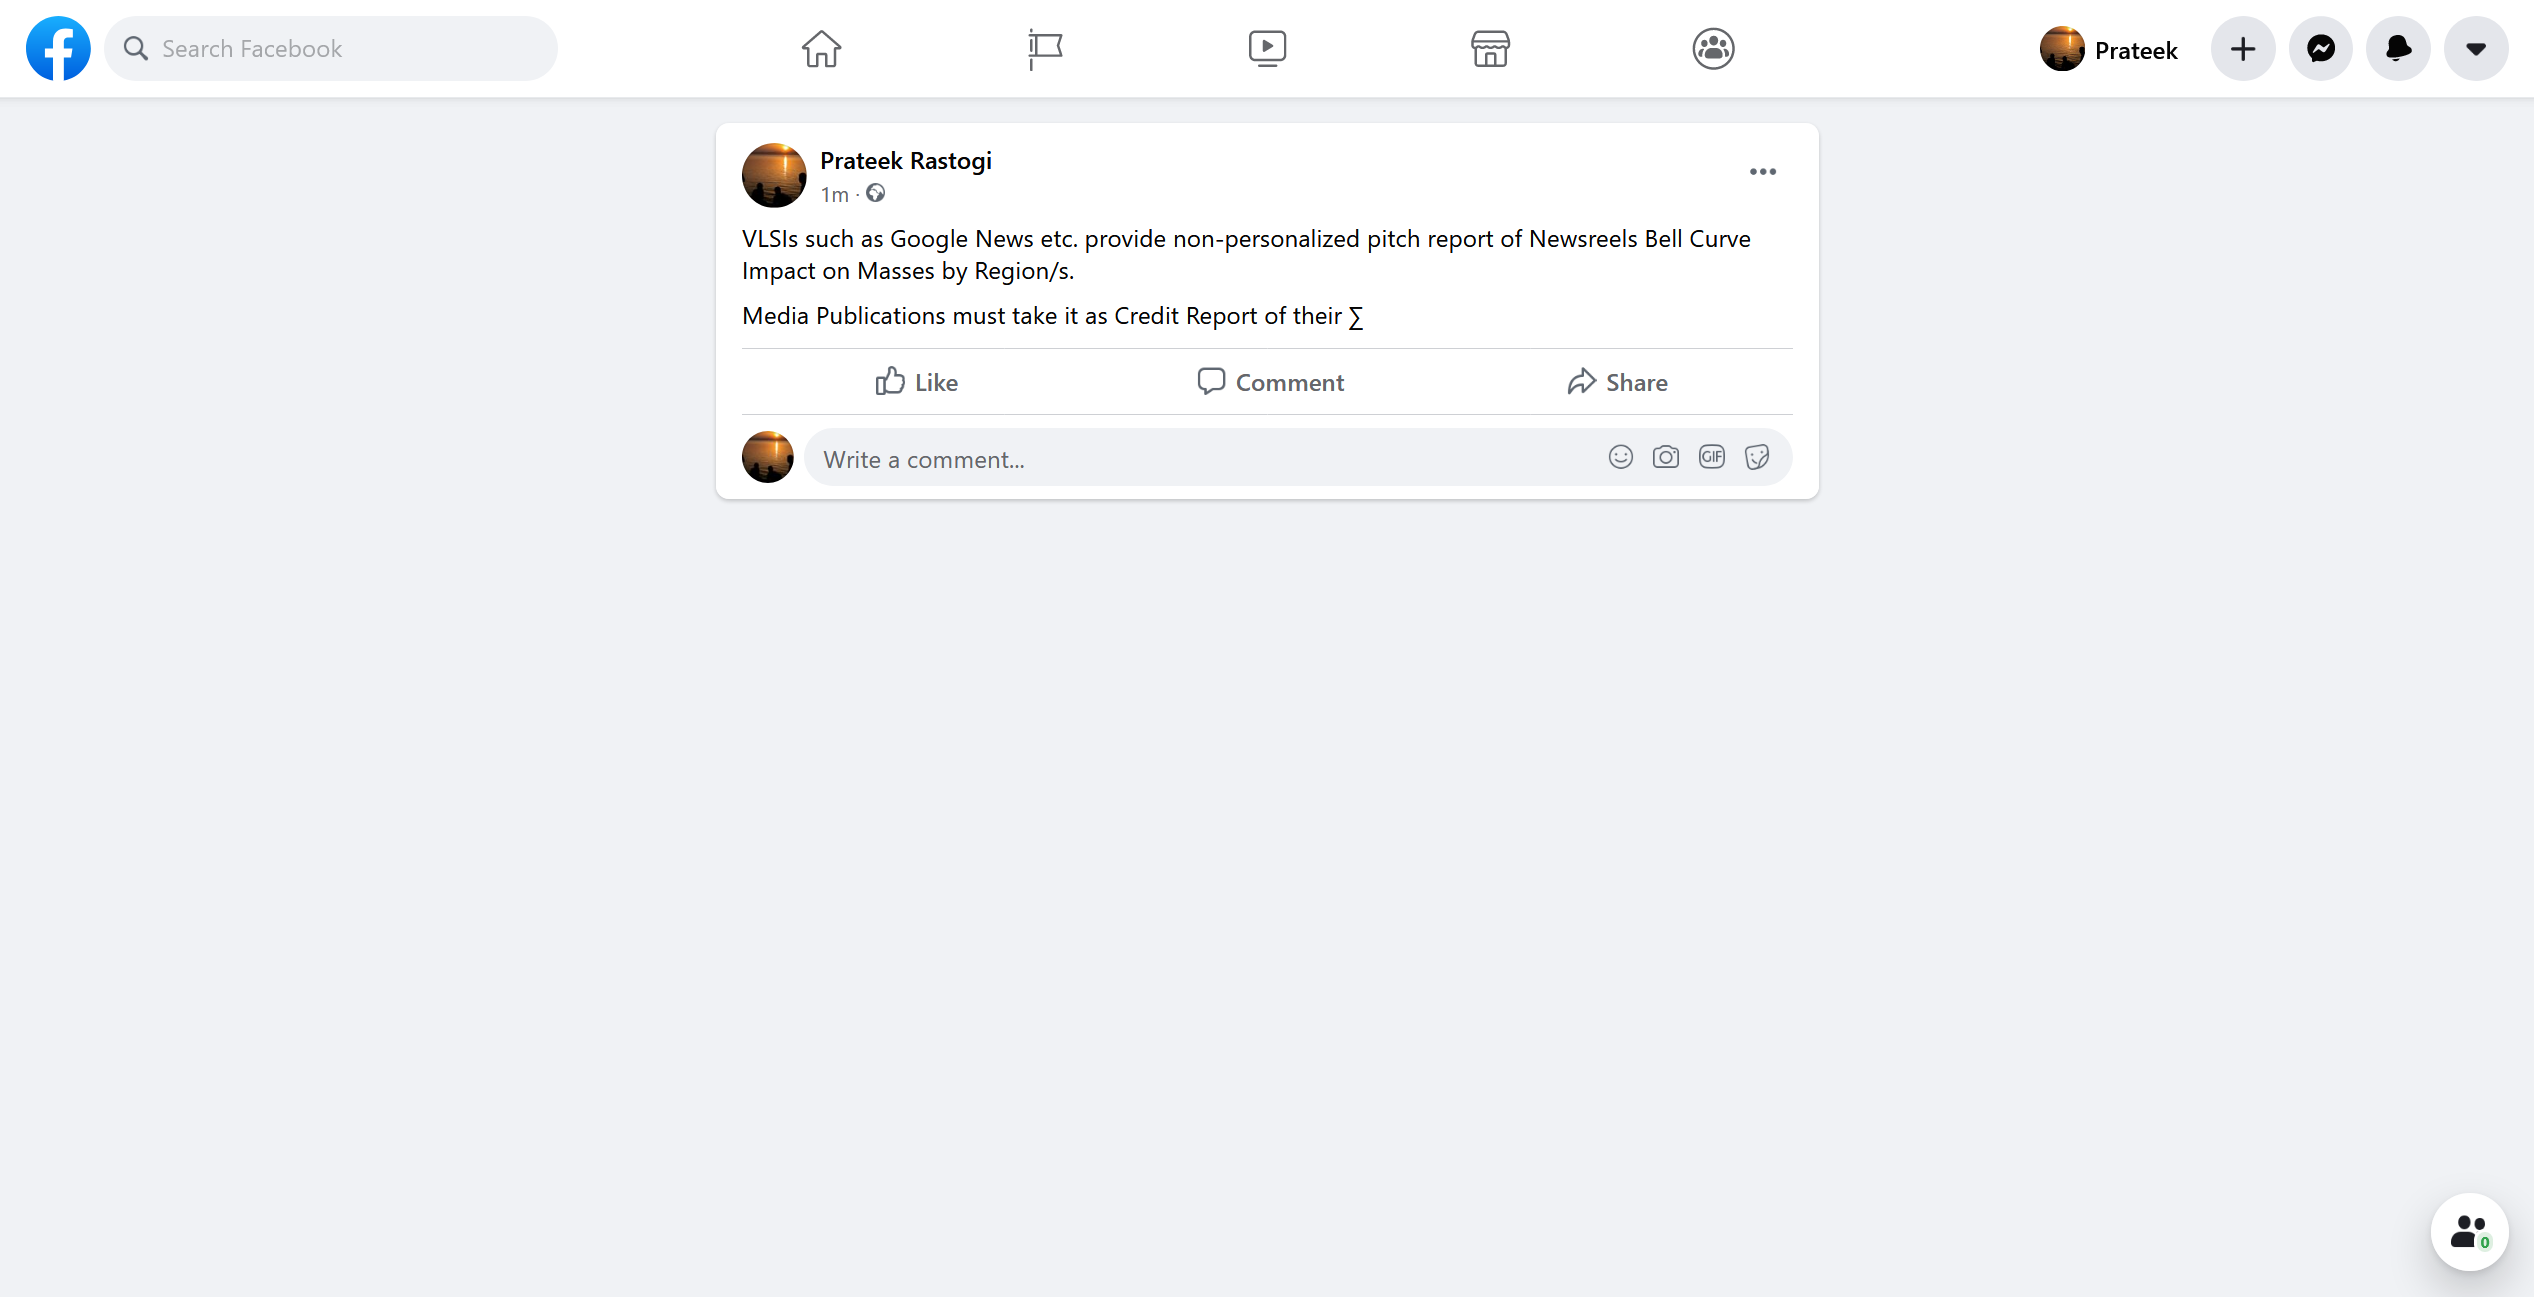 Search Facebook
Prateek
Prateek Rastogi
1m ·
VLSIs such as Google News etc. provide non-personalized pitch report of Newsreels Bell Curve
Impact on Masses by Region/s.
Media Publications must take it as Credit Report of their ∑
Like
Comment
Share
Write a comment...
GIF
0